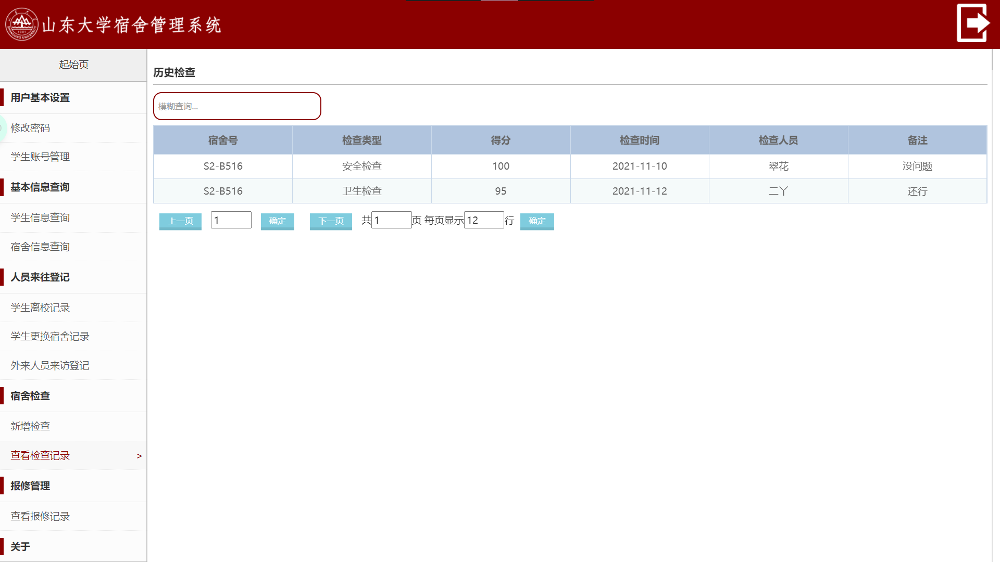 山东大学宿舍管理系统
SHANDONG UNIVERSITY
1901
起始页
用户基本设置
修改密码
学生账号管理
基本信息查询
学生信息查询
宿舍信息查询
人员来往登记
学生离校记录
学生更换宿舍记录
外来人员来访登记
宿舍检查
新增检查
查看检查记录 >
报修管理
查看报修记录
关于
历史检查
模糊查询...
宿舍号 检查类型 得分 检查时间 检查人员 备注
S2-B516 安全检查 100 2021-11-10 翠花 没问题
S2-B516 卫生检查 95 2021-11-12 二丫 还行
上一页 1 确定 下一页 共1页 每页显示12行 确定